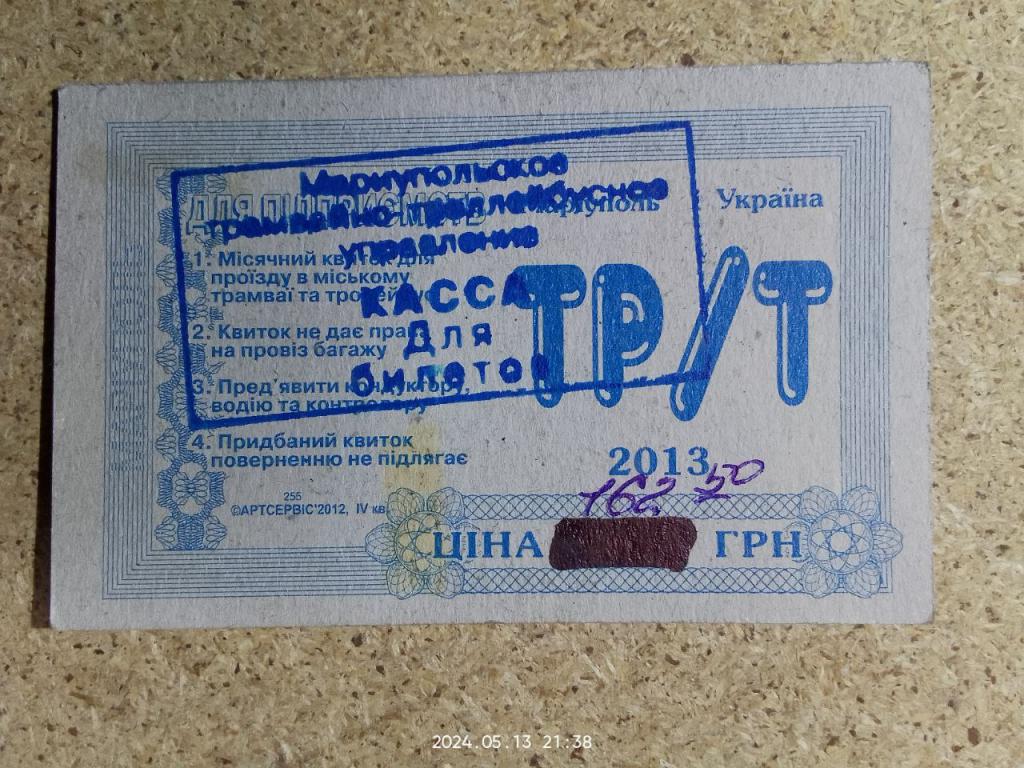 Мариупольское
трамвайно-троллейбусное
управление
КАССА
Для
билетов
ДЛЯ ПІДПРИЄМСТВ Маріуполь Україна
1. Місячний квиток для
проїзду в міському
трамваї та тролейбусі
2. Квиток не дає права
на провіз багажу
3. Пред'явити кондуктору,
водію та контролеру
4. Придбаний квиток
поверненню не підлягає
ТР/Т
2013
162 50
255
©АРТСЕРВІС'2012, IV кв.
ЦІНА ГРН
2024.05.13 21:38